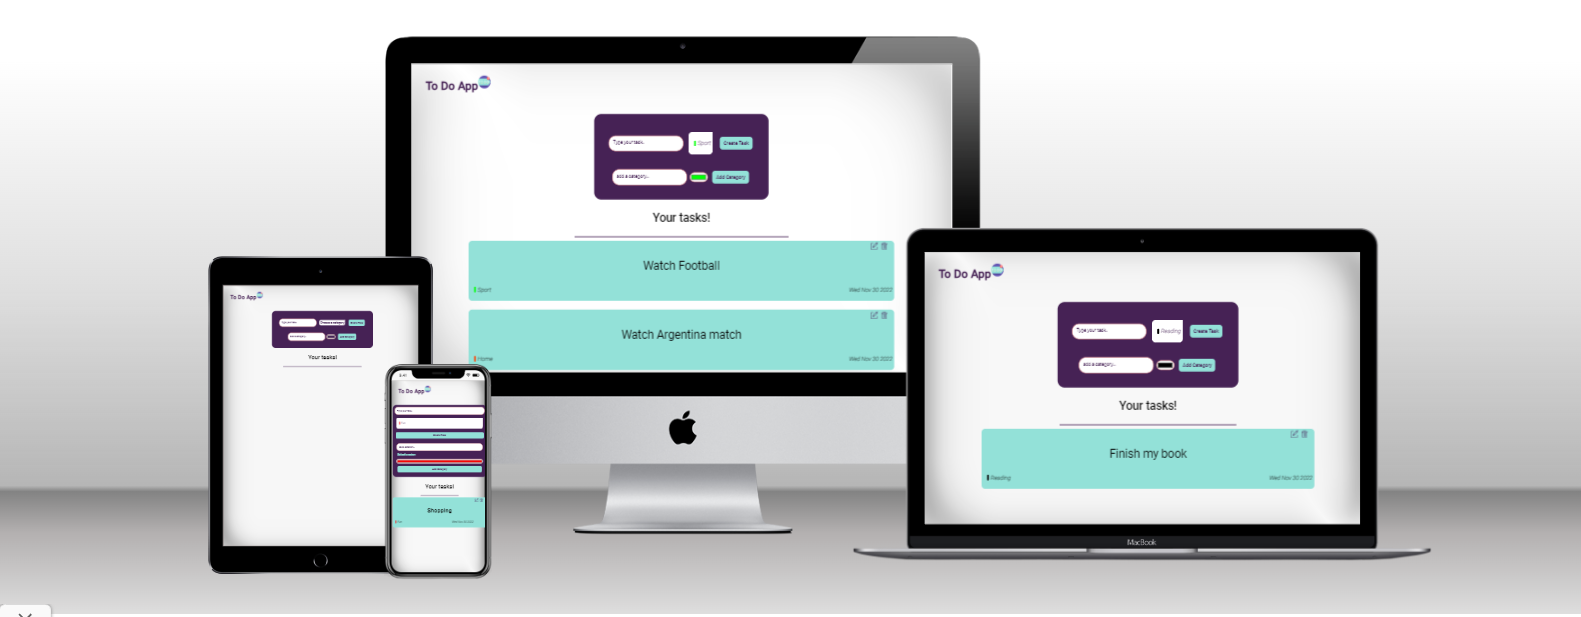 To Do App
Type your task.
Sport
Create Task
add a category...
Add Category
Your tasks!
Watch Football
Sport
Wed Nov 30 2022
Watch Argentina match
Home
Wed Nov 30 2022
To Do App
Your tasks!
To Do App
Your tasks!
Shopping
To Do App
Type your task.
Reading
Create Task
add a category...
Add Category
Your tasks!
Finish my book
Reading
Wed Nov 30 2022
MacBook